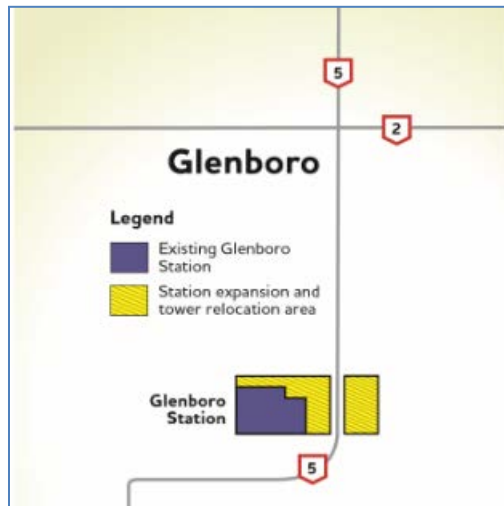 5
2
Glenboro
Legend
Existing Glenboro
Station
Station expansion and
tower relocation area
Glenboro
Station
5